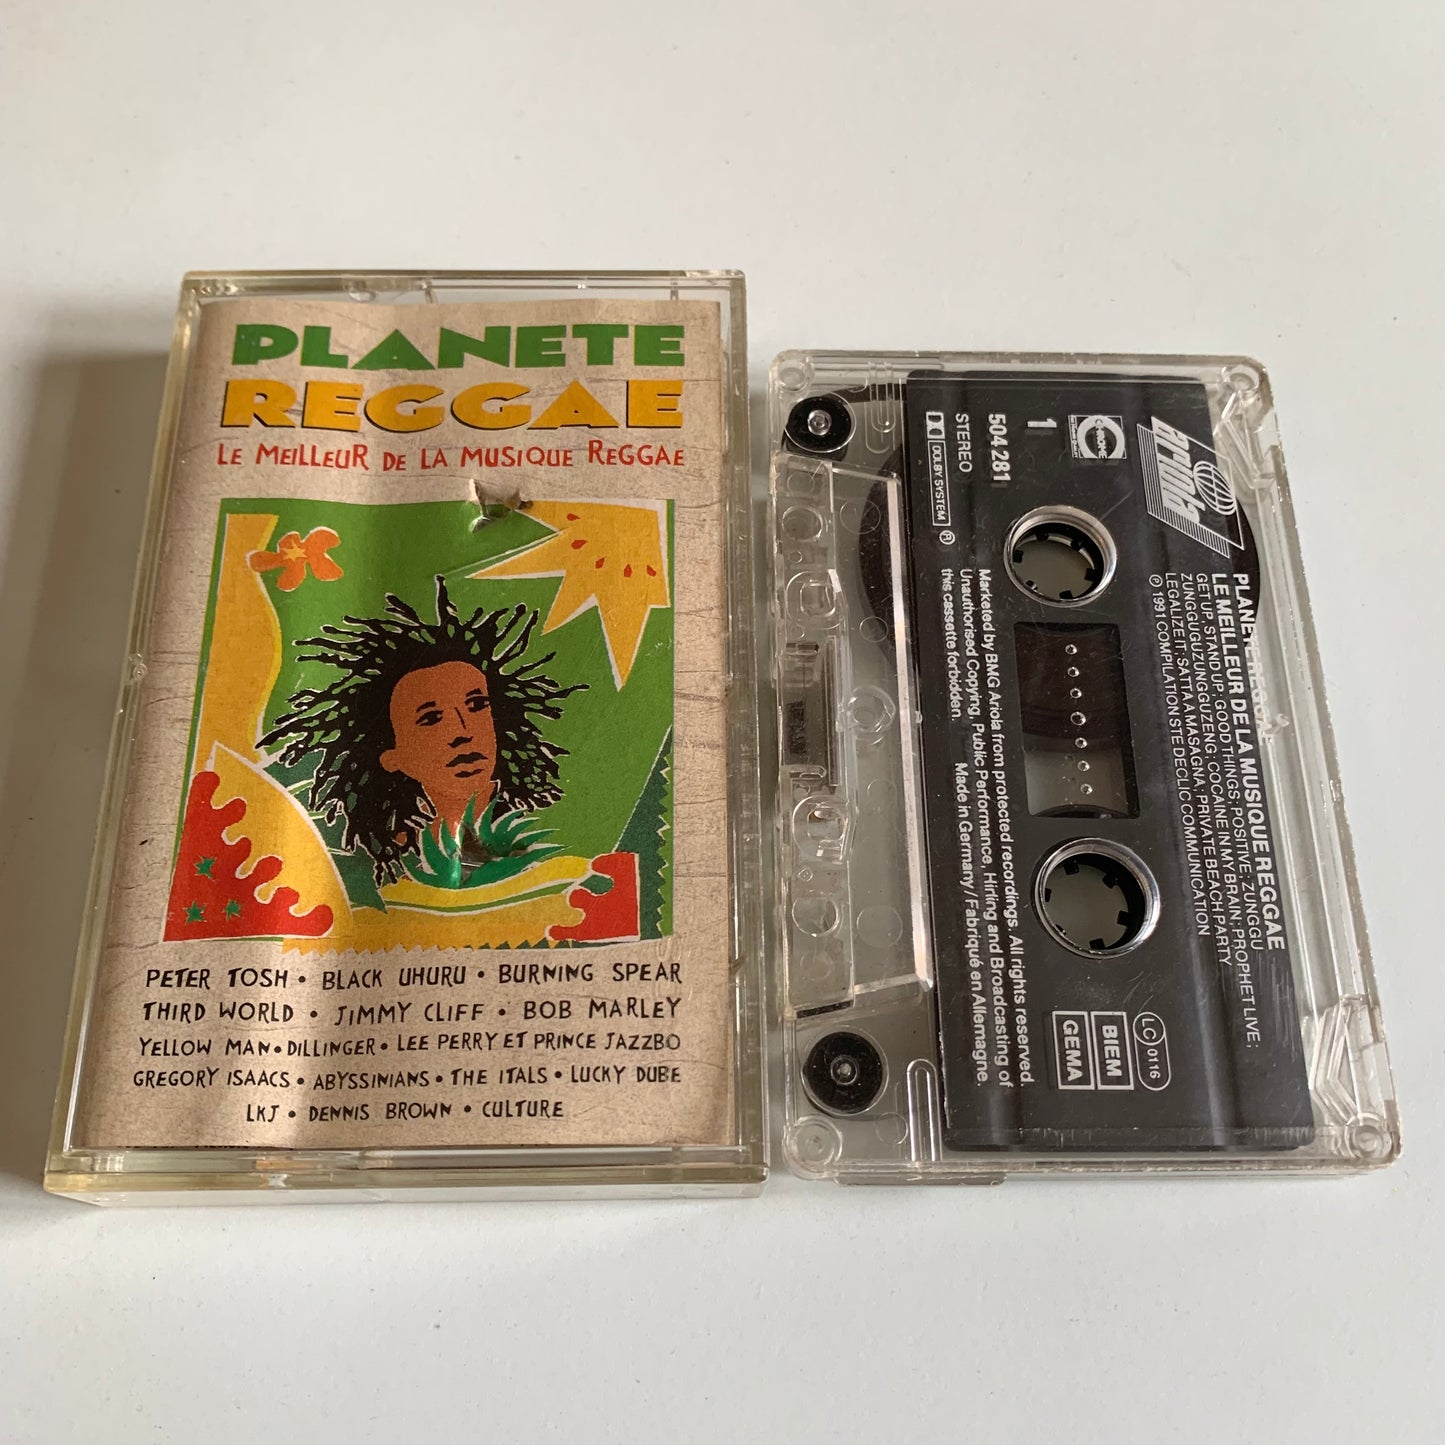 PLANETE
REGGAE
LE MEILLEUR DE LA MUSIQUE REGGAE
PETER TOSH • BLACK UHURU • BURNING SPEAR
THIRD WORLD • JIMMY CLIFF • BOB MARLEY
YELLOW MAN • DILLINGER • LEE PERRY ET PRINCE JAZZBO
GREGORY ISAACS • ABYSSINIANS • THE ITALS • LUCKY DUBE
LKJ • DENNIS BROWN • CULTURE
ariola
PLANETE REGGAE
LE MEILLEUR DE LA MUSIQUE REGGAE
GET UP, STAND UP; GOOD THINGS; POSITIVE; ZUNGGU
ZUNGGUGUZUNGGUZENG; COCAINE IN MY BRAIN; PROPHET LIVE;
LEGALIZE IT; SATTA A MASAGNA; PRIVATE BEACH PARTY
℗ 1991 COMPILATION STE DECLIC COMMUNICATION
CHROME
1
504 281
STEREO
DOLBY SYSTEM ®
LC 0116
BIEM
GEMA
Marketed by BMG Ariola from protected recordings. All rights reserved.
Unauthorised Copying, Public Performance, Hirling and Broadcasting of
this cassette forbidden. Made in Germany/Fabriqué en Allemagne.